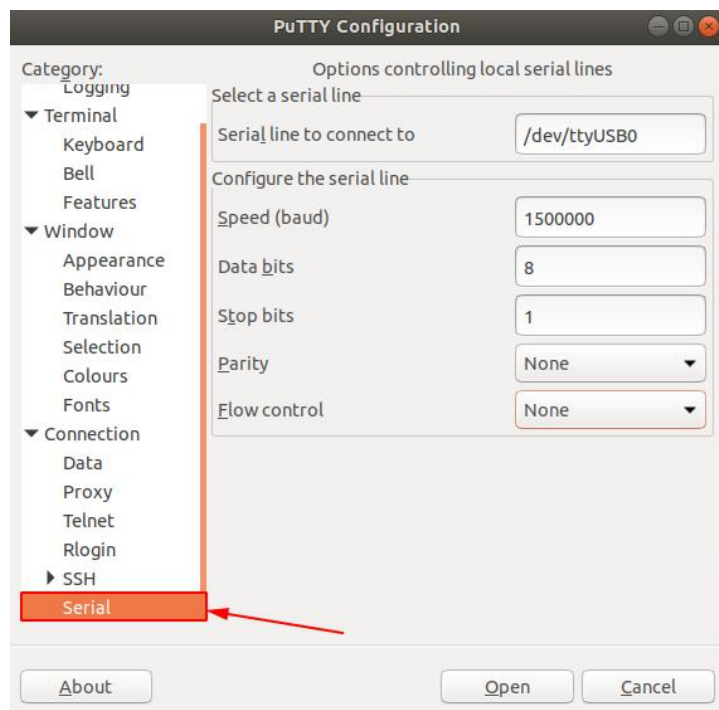 PuTTY Configuration
Category:
Logging
Terminal
Keyboard
Bell
Features
Window
Appearance
Behaviour
Translation
Selection
Colours
Fonts
Connection
Data
Proxy
Telnet
Rlogin
SSH
Serial
Options controlling local serial lines
Select a serial line
Serial line to connect to /dev/ttyUSB0
Configure the serial line
Speed (baud) 1500000
Data bits 8
Stop bits 1
Parity None
Flow control None
About Open Cancel